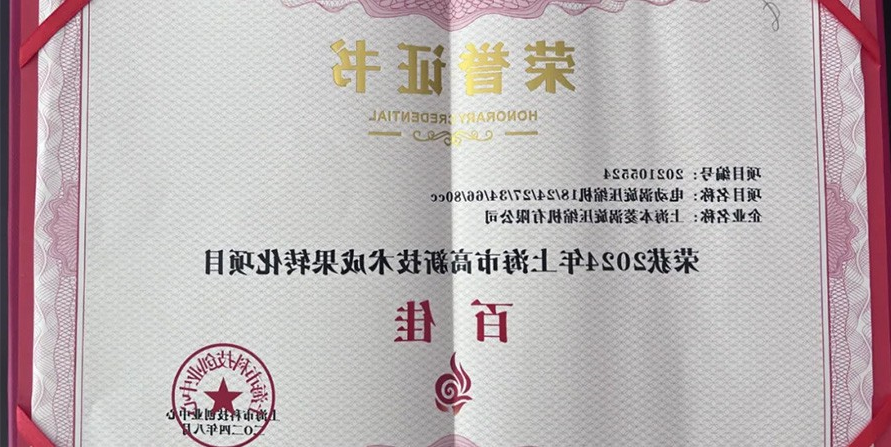 荣誉证书
HONORARY CREDENTIAL
项目编号：202105524
项目名称：电动涡旋压缩机18/24/27/34/66/80cc
企业名称：上海本菱涡旋压缩机有限公司
荣获2024年上海市高新技术成果转化项目
百佳
上海市科技创业中心
二〇二四年八月